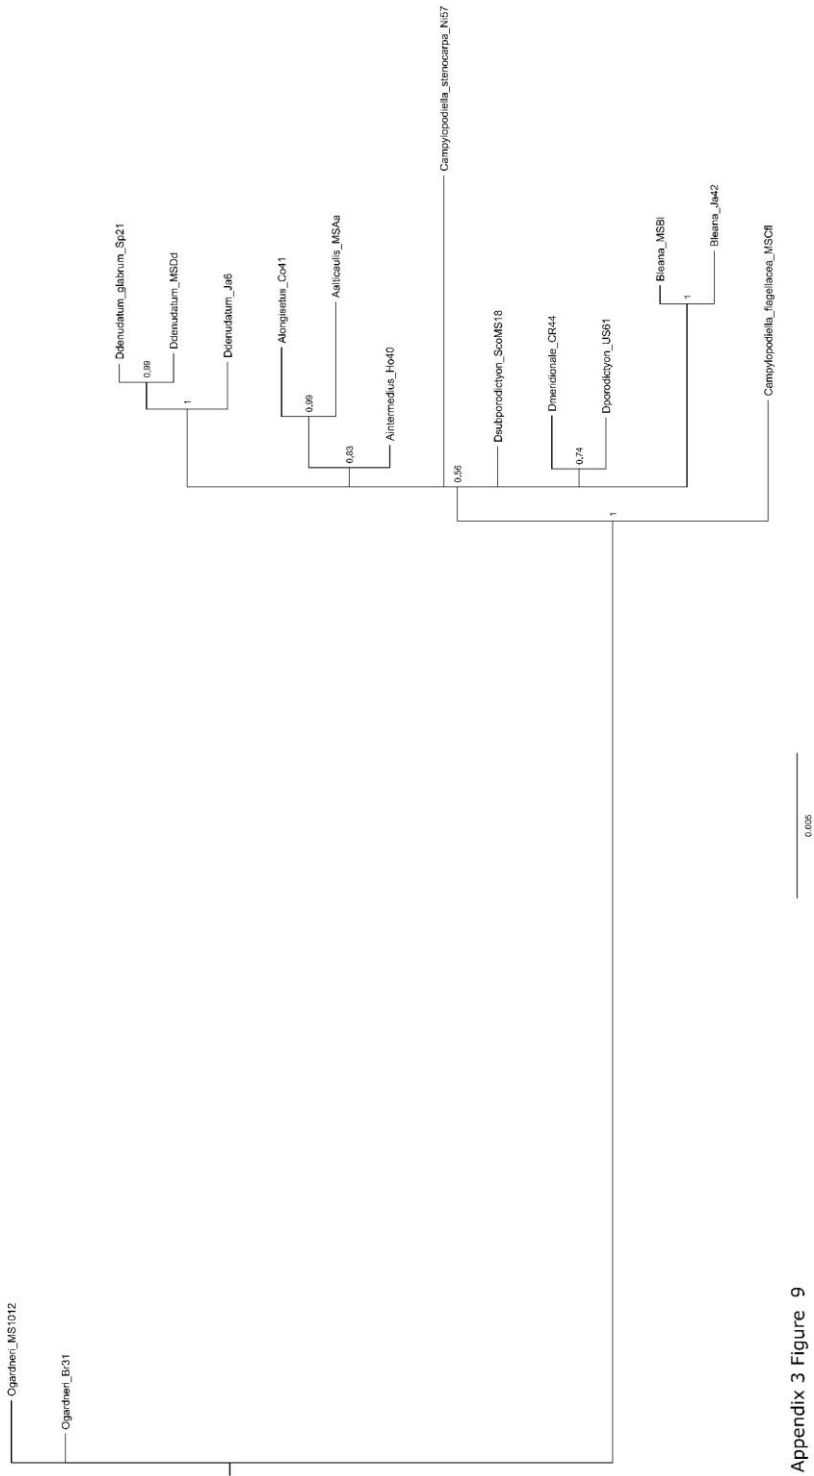 Ogardneri_MS1012
Ogardneri_Br31
Ddenudatum_glabrum_Sp21
0,99
Ddenudatum_MSDd
1
Ddenudatum_Ja6
Alongisetus_Co41
0,99
Aalticaulis_MSAa
0,83
Aintermedius_Ho40
Campylopodiella_stenocarpa_Ni57
0,56
Dsubporodictyon_ScoMS18
Dmeridionale_CR44
0,74
Dporodictyon_US61
Bleana_MSBl
1
Bleana_Ja42
1
Campylopodiella_flagellacea_MSCfl
0.005
Appendix 3 Figure 9